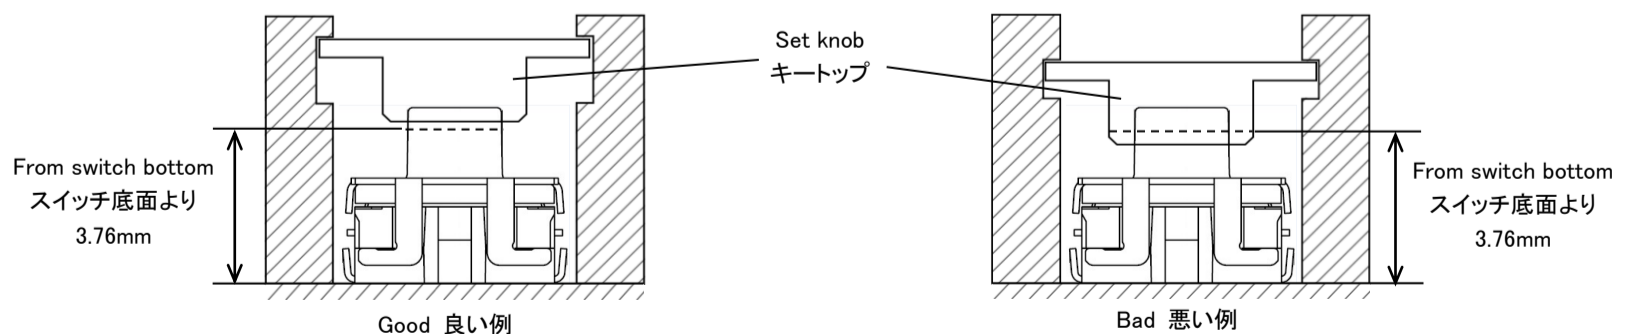 Set knob
キートップ
From switch bottom
スイッチ底面より
3.76mm
From switch bottom
スイッチ底面より
3.76mm
Good 良い例
Bad 悪い例